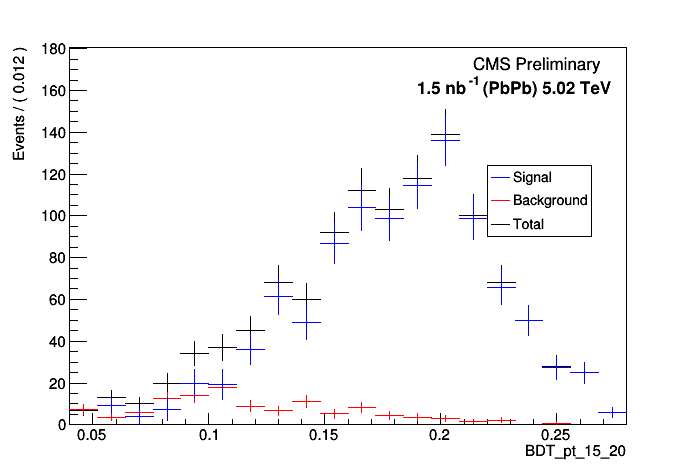 CMS Preliminary
1.5 nb-1 (PbPb) 5.02 TeV
Events / ( 0.012 )
180
160
140
120
100
80
60
40
20
0
Signal
Background
Total
0.05 0.1 0.15 0.2 0.25
BDT_pt_15_20